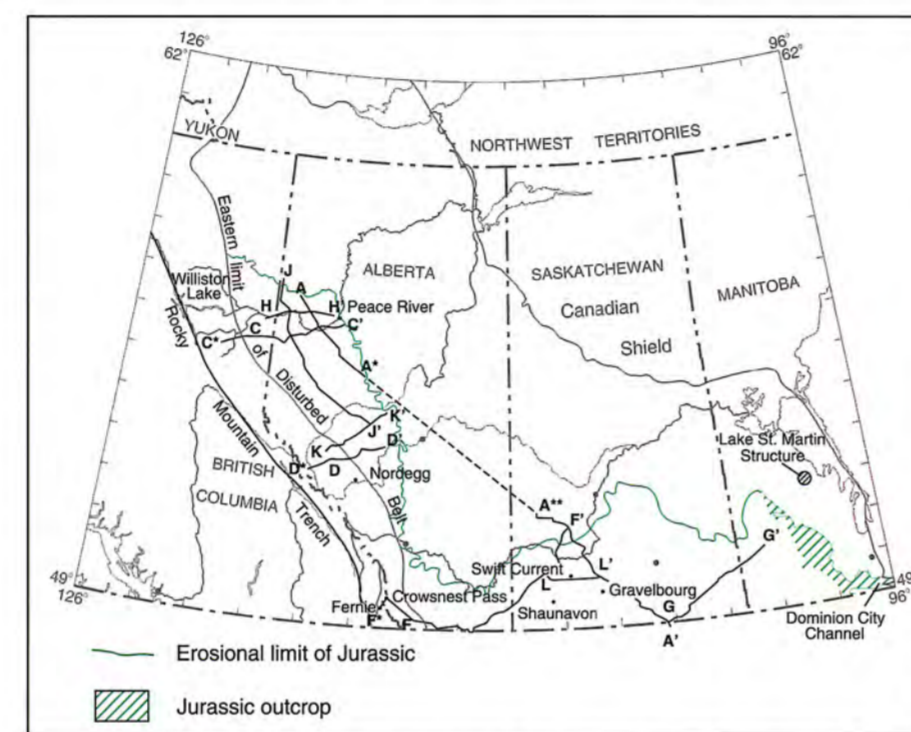 126°
62°
96°
62°
YUKON
NORTHWEST TERRITORIES
Eastern limit
of
Disturbed
Belt
ALBERTA
SASKATCHEWAN
MANITOBA
Canadian
Shield
Williston
Lake
J
A
H
H'
Peace River
C'
C
C*
Rocky
Mountain
Trench
A*
K'
J'
K
D'
D*
D
Nordegg
BRITISH
COLUMBIA
Lake St. Martin
Structure
A**
F'
G'
Swift Current
L
L'
Gravelbourg
Shaunavon
G
A'
49°
126°
49°
96°
Crowsnest Pass
Fernie
F*
F
Dominion City
Channel
Erosional limit of Jurassic
Jurassic outcrop